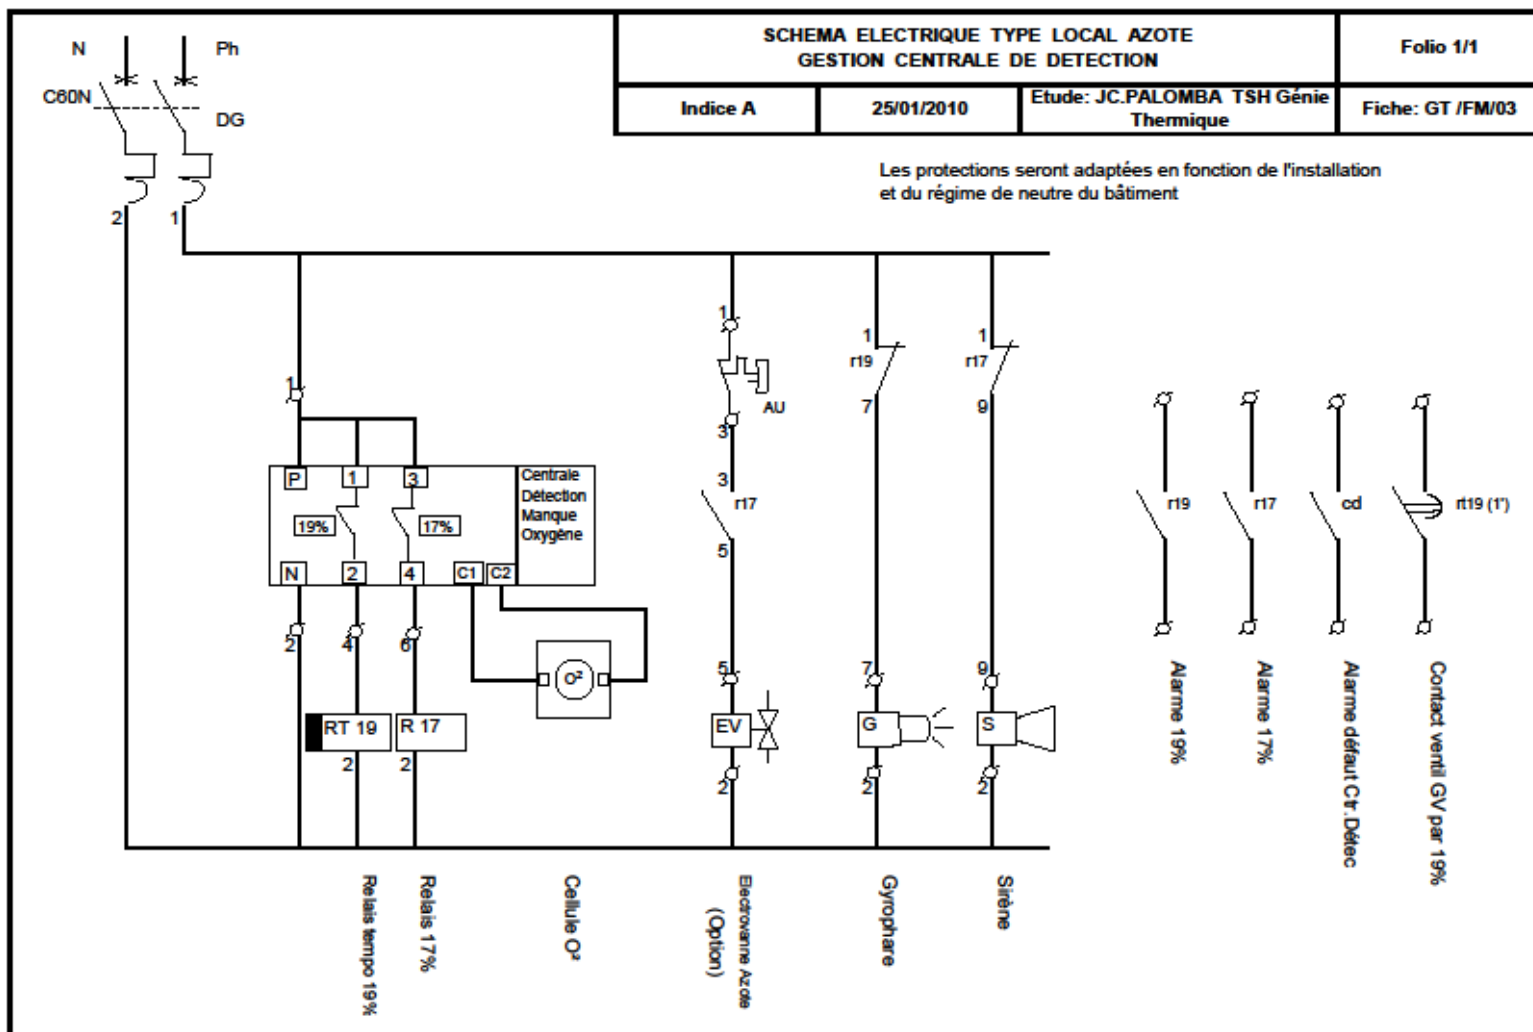 SCHEMA ELECTRIQUE TYPE LOCAL AZOTE
GESTION CENTRALE DE DETECTION
Folio 1/1
Indice A
25/01/2010
Etude: JC.PALOMBA TSH Génie
Thermique
Fiche: GT /FM/03
Les protections seront adaptées en fonction de l'installation
et du régime de neutre du bâtiment
N
Ph
C60N
DG
2
1
1
P
1
3
Centrale
Détection
Manque
Oxygène
19%
17%
N
2
4
C1
C2
2
4
6
O²
RT 19
R 17
2
2
1
AU
3
3
r17
5
5
EV
2
1
r19
7
7
G
2
1
r17
9
9
S
2
r19
r17
cd
rt19 (1')
Alarme 19%
Alarme 17%
Alarme défaut Ctr.Détec
Contact ventil GV par 19%
Relais tempo 19%
Relais 17%
Cellule O²
Electrovanne Azote
(Option)
Gyrophare
Sirène